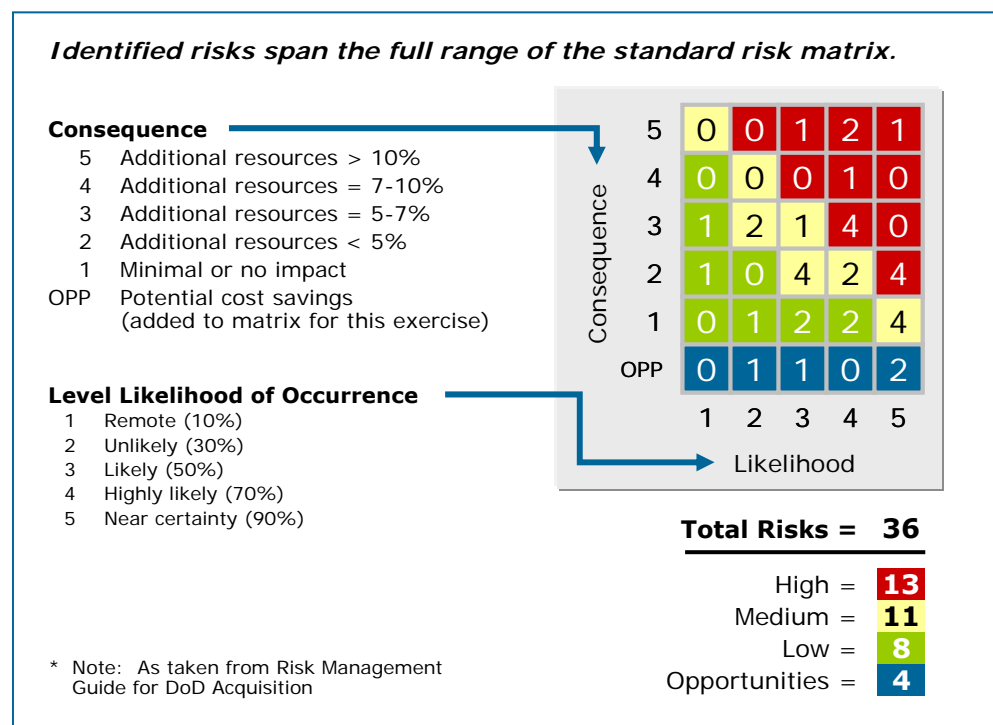 Identified risks span the full range of the standard risk matrix.
Consequence
5 Additional resources > 10%
4 Additional resources = 7-10%
3 Additional resources = 5-7%
2 Additional resources < 5%
1 Minimal or no impact
OPP Potential cost savings
(added to matrix for this exercise)
Level Likelihood of Occurrence
1 Remote (10%)
2 Unlikely (30%)
3 Likely (50%)
4 Highly likely (70%)
5 Near certainty (90%)
* Note: As taken from Risk Management
Guide for DoD Acquisition
Consequence
5 0 0 1 2 1
4 0 0 0 1 0
3 1 2 1 4 0
2 1 0 4 2 4
1 0 1 2 2 4
OPP 0 1 1 0 2
1 2 3 4 5
Likelihood
Total Risks = 36
High = 13
Medium = 11
Low = 8
Opportunities = 4